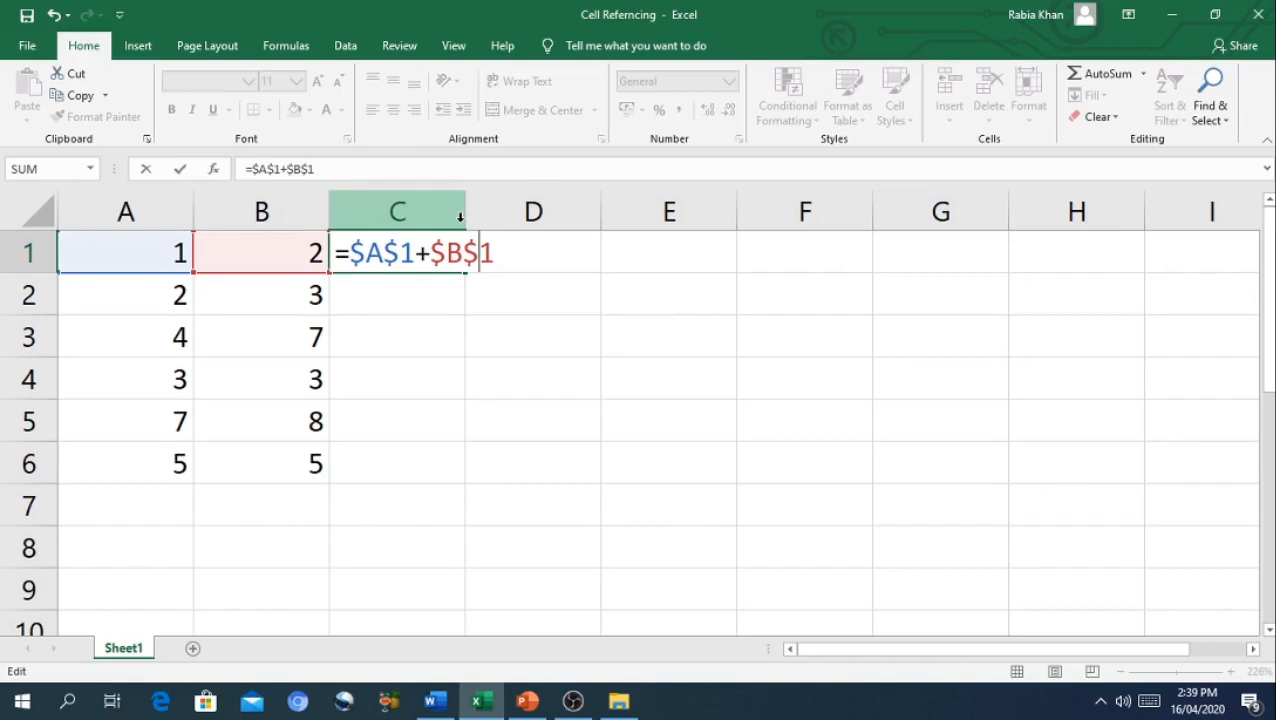 Cell Referncing - Excel
Rabia Khan
File Home Insert Page Layout Formulas Data Review View Help Tell me what you want to do Share
Paste
Cut
Copy
Format Painter
Clipboard
11
B I U A
Font
Wrap Text
Merge & Center
Alignment
General
%
Number
Conditional Formatting
Format as Table
Cell Styles
Styles
Insert Delete Format
Cells
AutoSum
Fill
Clear
Sort & Filter
Find & Select
Editing
SUM fx =$A$1+$B$1
A B C D E F G H I
1 1 2 =$A$1+$B$1
2 2 3
3 4 7
4 3 3
5 7 8
6 5 5
7
8
9
10
Sheet1
Edit 226%
2:39 PM
16/04/2020
9